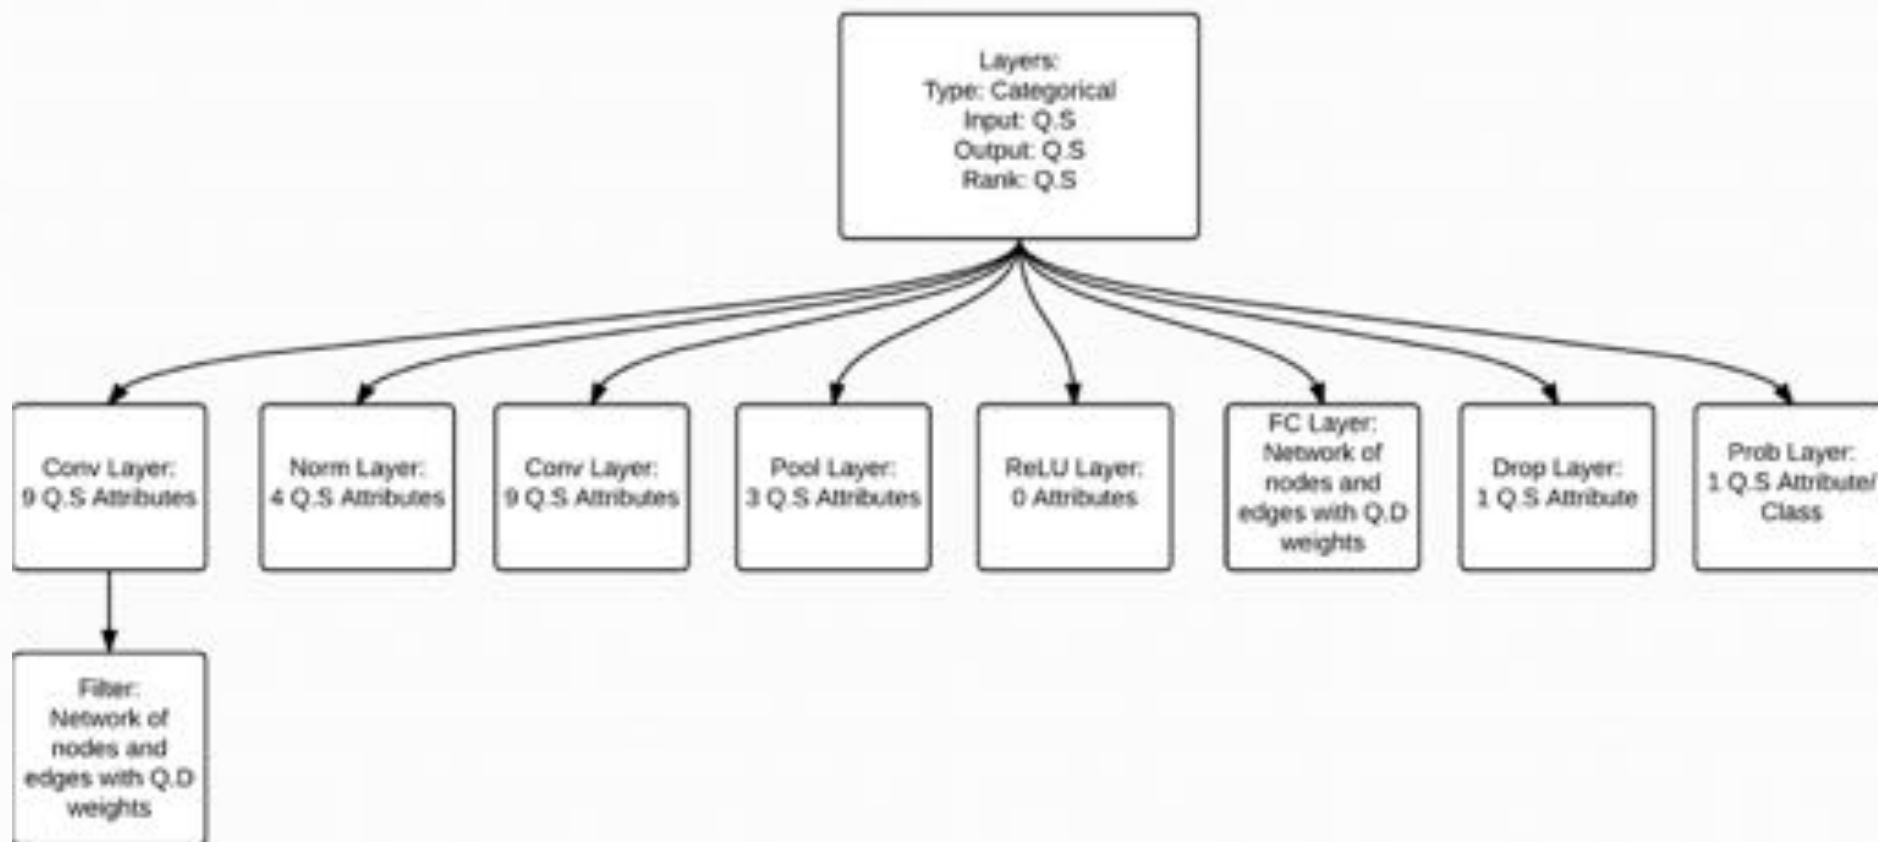 Layers:
Type: Categorical
Input: Q.S
Output: Q.S
Rank: Q.S
Conv Layer:
9 Q.S Attributes
Norm Layer:
4 Q.S Attributes
Conv Layer:
9 Q.S Attributes
Pool Layer:
3 Q.S Attributes
ReLU Layer:
0 Attributes
FC Layer:
Network of
nodes and
edges with Q.D
weights
Drop Layer:
1 Q.S Attribute
Prob Layer:
1 Q.S Attribute/
Class
Filter:
Network of
nodes and
edges with Q.D
weights